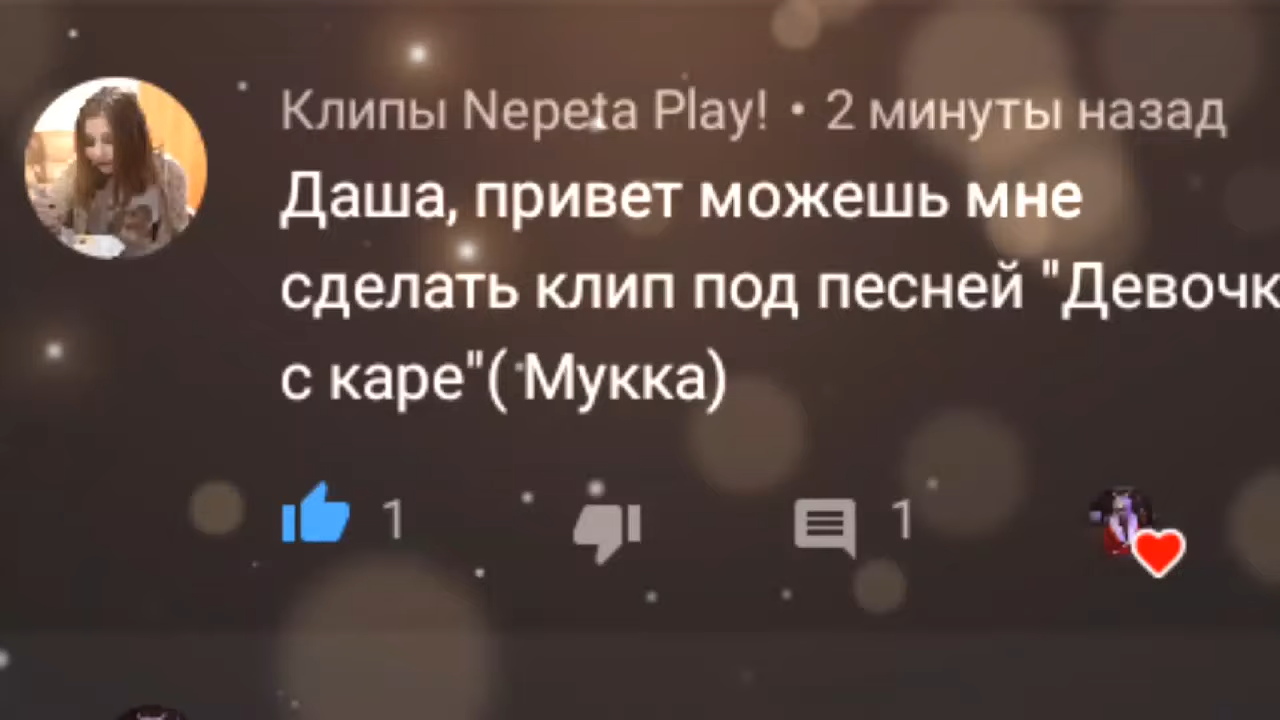 Клипы Nepeta Play! • 2 минуты назад
Даша, привет можешь мне
сделать клип под песней "Девочк
с каре"( Мукка)
1 1